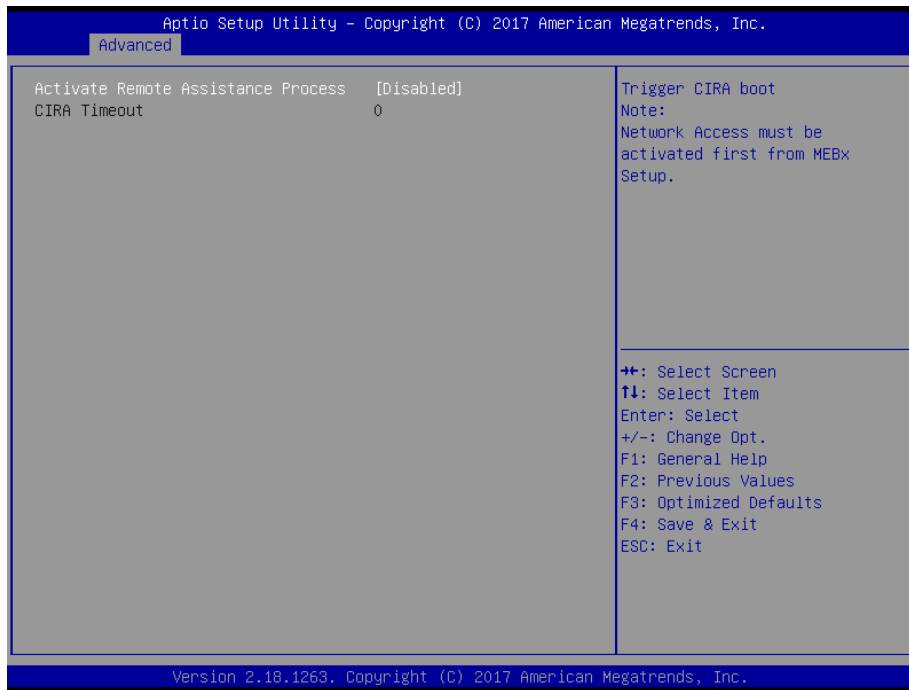 Aptio Setup Utility – Copyright (C) 2017 American Megatrends, Inc.
Advanced
Activate Remote Assistance Process [Disabled]
CIRA Timeout 0
Trigger CIRA boot
Note:
Network Access must be
activated first from MEBx
Setup.
→←: Select Screen
↑↓: Select Item
Enter: Select
+/-: Change Opt.
F1: General Help
F2: Previous Values
F3: Optimized Defaults
F4: Save & Exit
ESC: Exit
Version 2.18.1263. Copyright (C) 2017 American Megatrends, Inc.